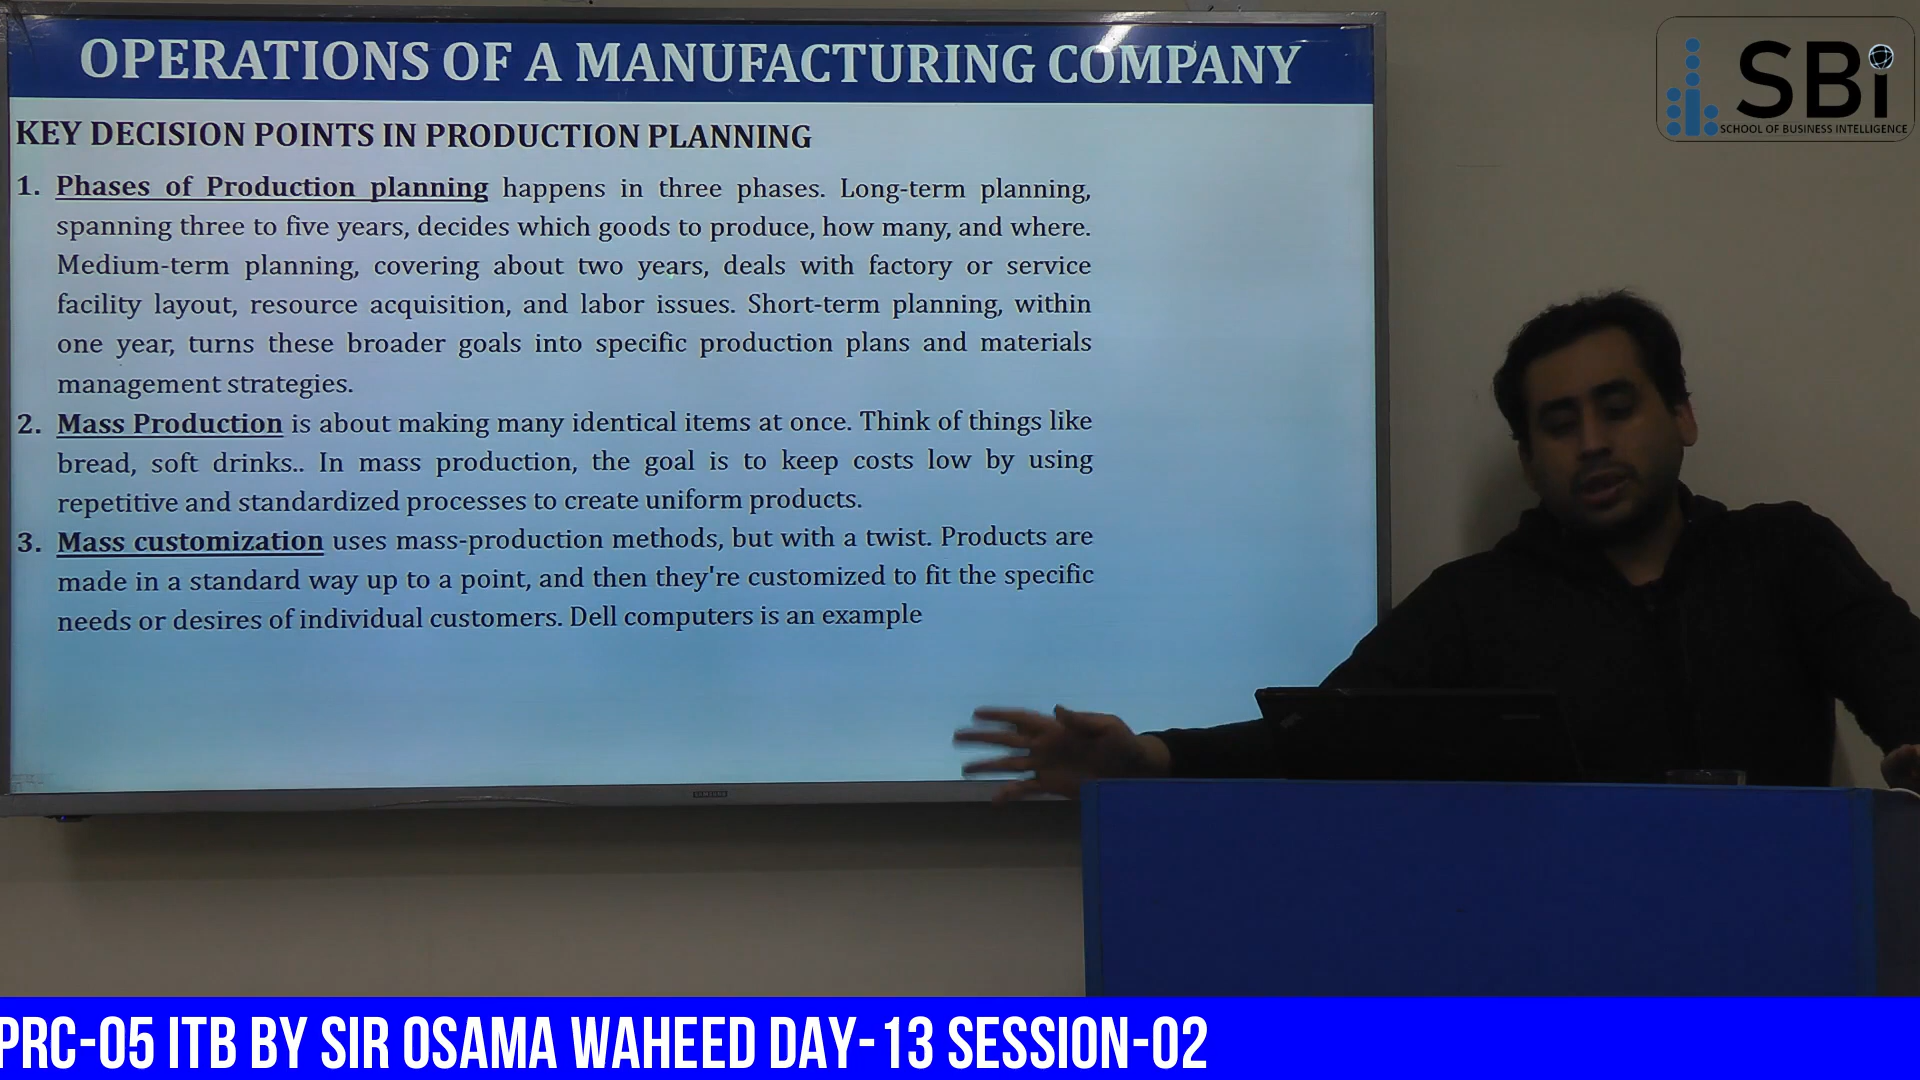 OPERATIONS OF A MANUFACTURING COMPANY
SBi
SCHOOL OF BUSINESS INTELLIGENCE
KEY DECISION POINTS IN PRODUCTION PLANNING
1. Phases of Production planning happens in three phases. Long-term planning,
spanning three to five years, decides which goods to produce, how many, and where.
Medium-term planning, covering about two years, deals with factory or service
facility layout, resource acquisition, and labor issues. Short-term planning, within
one year, turns these broader goals into specific production plans and materials
management strategies.
2. Mass Production is about making many identical items at once. Think of things like
bread, soft drinks.. In mass production, the goal is to keep costs low by using
repetitive and standardized processes to create uniform products.
3. Mass customization uses mass-production methods, but with a twist. Products are
made in a standard way up to a point, and then they're customized to fit the specific
needs or desires of individual customers. Dell computers is an example
SAMSUNG
PRC-05 ITB BY SIR OSAMA WAHEED DAY-13 SESSION-02